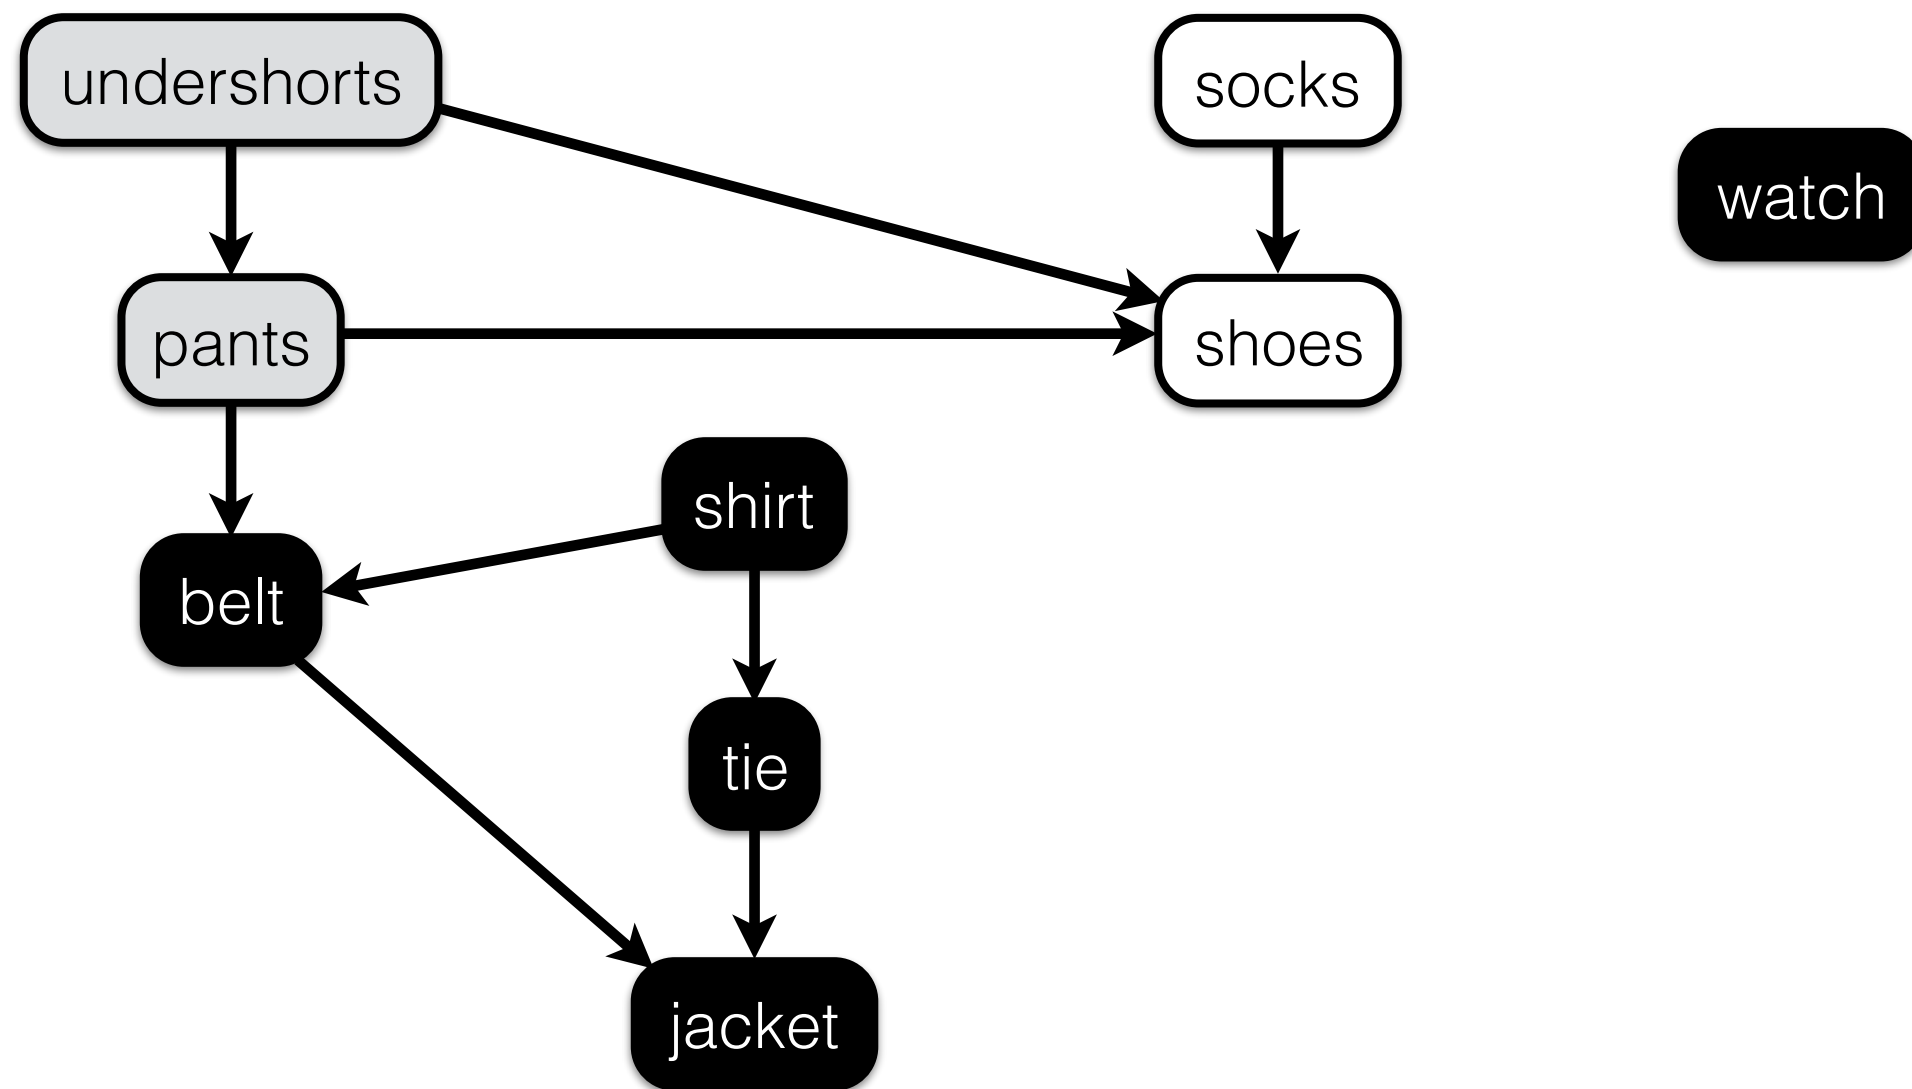 undershorts
socks
watch
pants
shoes
shirt
belt
tie
jacket